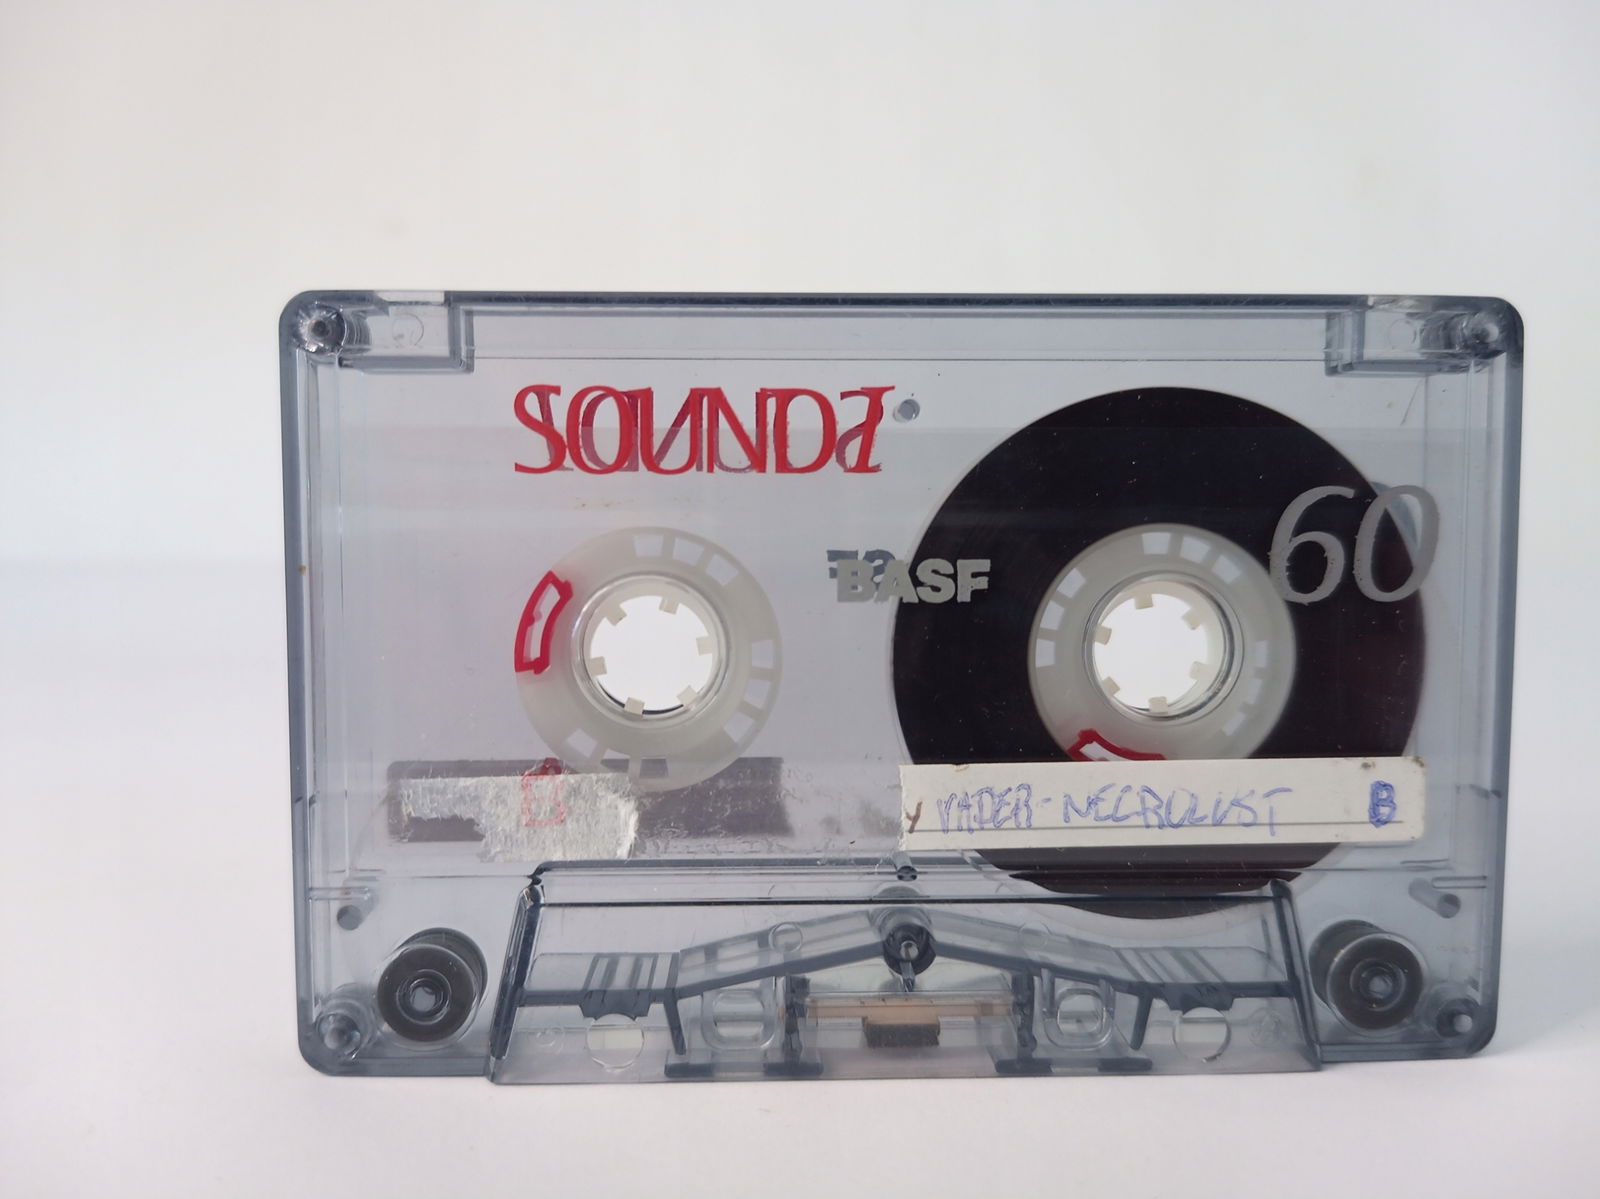 SOUND I
60
BASF
VADER - NECROLUST B